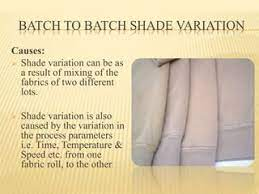 BATCH TO BATCH SHADE VARIATION
Causes:
Shade variation can be as
a result of mixing of the
fabrics of two different
lots.
Shade variation is also
caused by the variation in
the process parameters
i.e. Time, Temperature &
Speed etc. from one
fabric roll, to the other